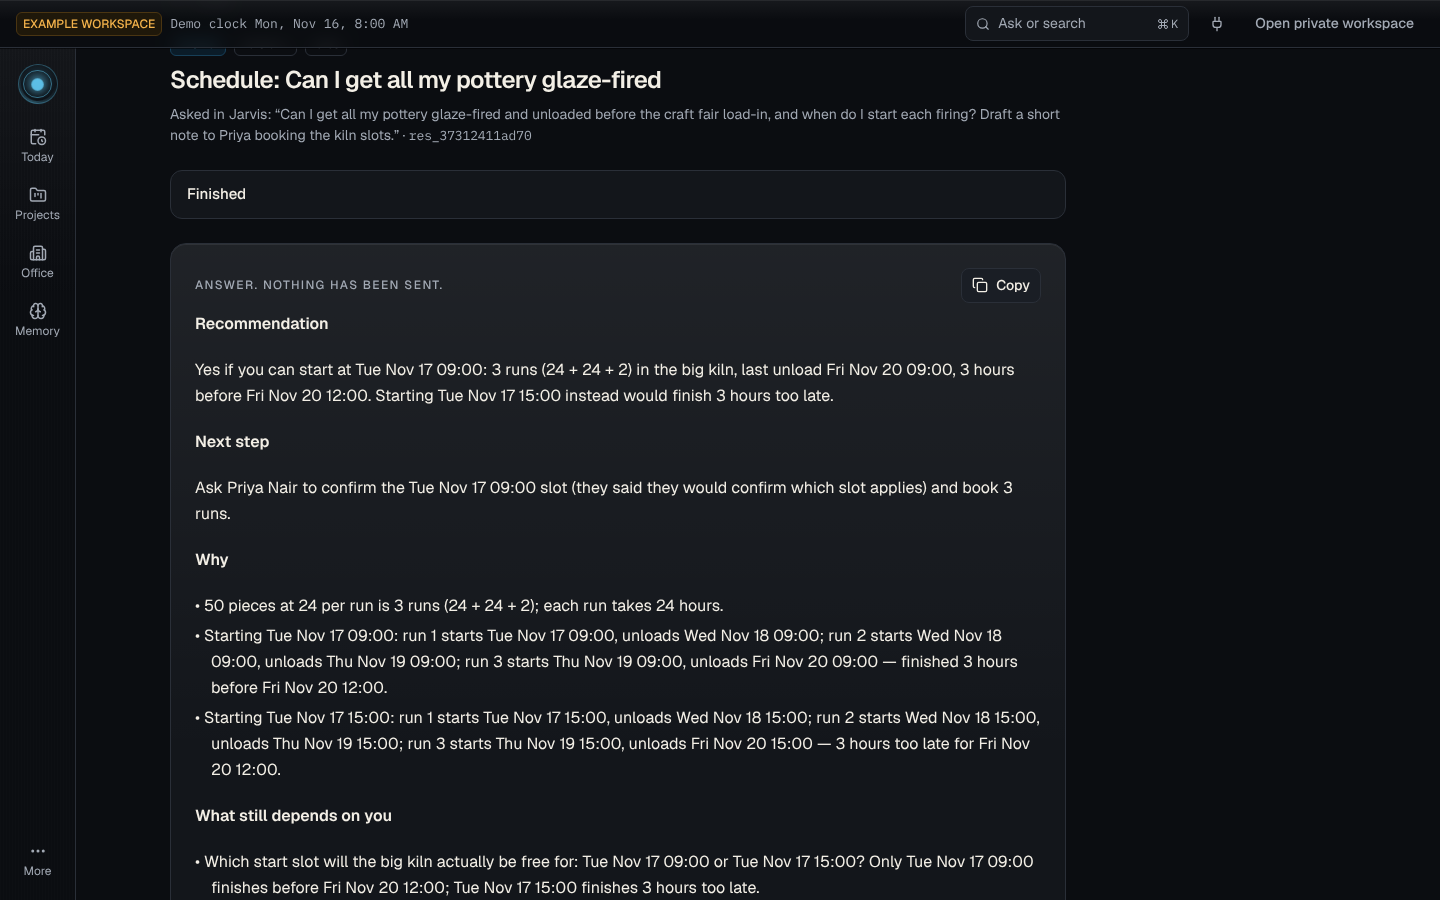 EXAMPLE WORKSPACE Demo clock Mon, Nov 16, 8:00 AM
Ask or search ⌘K
Open private workspace
Today
Projects
Office
Memory
More
Schedule: Can I get all my pottery glaze-fired
Asked in Jarvis: “Can I get all my pottery glaze-fired and unloaded before the craft fair load-in, and when do I start each firing? Draft a short
note to Priya booking the kiln slots.” · res_37312411ad70
Finished
ANSWER. NOTHING HAS BEEN SENT.
Copy
Recommendation
Yes if you can start at Tue Nov 17 09:00: 3 runs (24 + 24 + 2) in the big kiln, last unload Fri Nov 20 09:00, 3 hours
before Fri Nov 20 12:00. Starting Tue Nov 17 15:00 instead would finish 3 hours too late.
Next step
Ask Priya Nair to confirm the Tue Nov 17 09:00 slot (they said they would confirm which slot applies) and book 3
runs.
Why
• 50 pieces at 24 per run is 3 runs (24 + 24 + 2); each run takes 24 hours.
• Starting Tue Nov 17 09:00: run 1 starts Tue Nov 17 09:00, unloads Wed Nov 18 09:00; run 2 starts Wed Nov 18
09:00, unloads Thu Nov 19 09:00; run 3 starts Thu Nov 19 09:00, unloads Fri Nov 20 09:00 — finished 3 hours
before Fri Nov 20 12:00.
• Starting Tue Nov 17 15:00: run 1 starts Tue Nov 17 15:00, unloads Wed Nov 18 15:00; run 2 starts Wed Nov 18 15:00,
unloads Thu Nov 19 15:00; run 3 starts Thu Nov 19 15:00, unloads Fri Nov 20 15:00 — 3 hours too late for Fri Nov
20 12:00.
What still depends on you
• Which start slot will the big kiln actually be free for: Tue Nov 17 09:00 or Tue Nov 17 15:00? Only Tue Nov 17 09:00
finishes before Fri Nov 20 12:00; Tue Nov 17 15:00 finishes 3 hours too late.